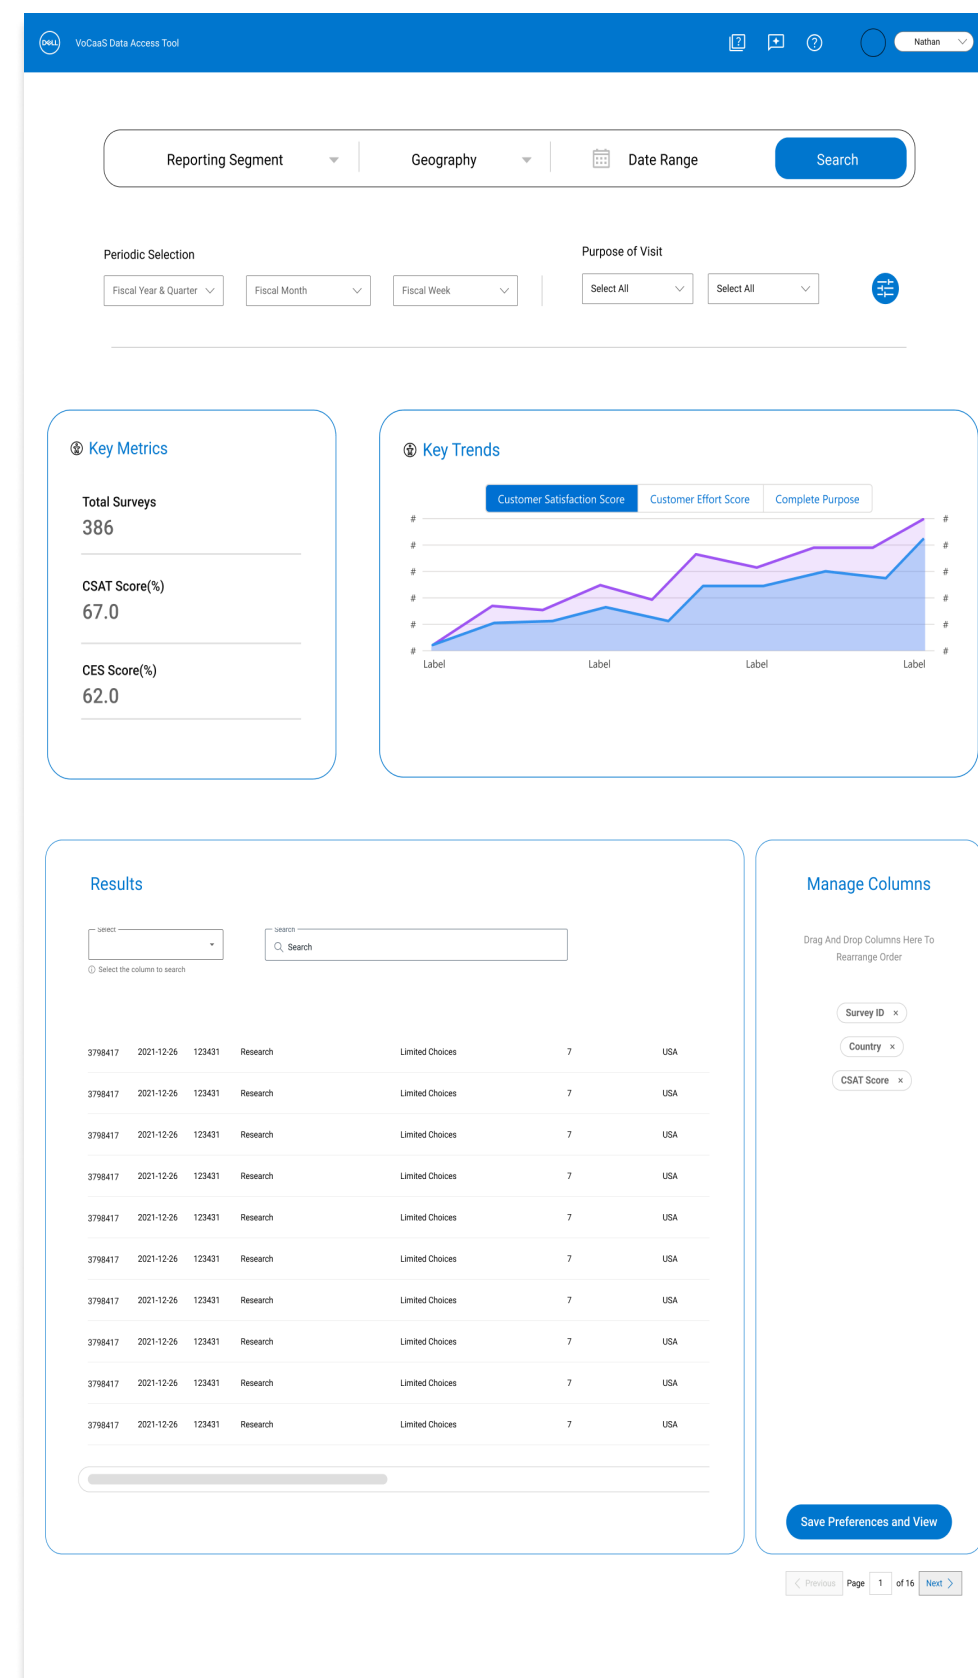 DELL VoCaaS Data Access Tool Nathan
Reporting Segment Geography Date Range Search
Periodic Selection
Fiscal Year & Quarter Fiscal Month Fiscal Week
Purpose of Visit
Select All Select All
Key Metrics
Total Surveys
386
CSAT Score(%)
67.0
CES Score(%)
62.0
Key Trends
Customer Satisfaction Score Customer Effort Score Complete Purpose
# #
# #
# #
# #
# #
# #
Label Label Label Label
Results
Select
Search
Search
Select the column to search
3798417 2021-12-26 123431 Research Limited Choices 7 USA
3798417 2021-12-26 123431 Research Limited Choices 7 USA
3798417 2021-12-26 123431 Research Limited Choices 7 USA
3798417 2021-12-26 123431 Research Limited Choices 7 USA
3798417 2021-12-26 123431 Research Limited Choices 7 USA
3798417 2021-12-26 123431 Research Limited Choices 7 USA
3798417 2021-12-26 123431 Research Limited Choices 7 USA
3798417 2021-12-26 123431 Research Limited Choices 7 USA
3798417 2021-12-26 123431 Research Limited Choices 7 USA
3798417 2021-12-26 123431 Research Limited Choices 7 USA
Manage Columns
Drag And Drop Columns Here To
Rearrange Order
Survey ID ×
Country ×
CSAT Score ×
Save Preferences and View
Previous Page 1 of 16 Next